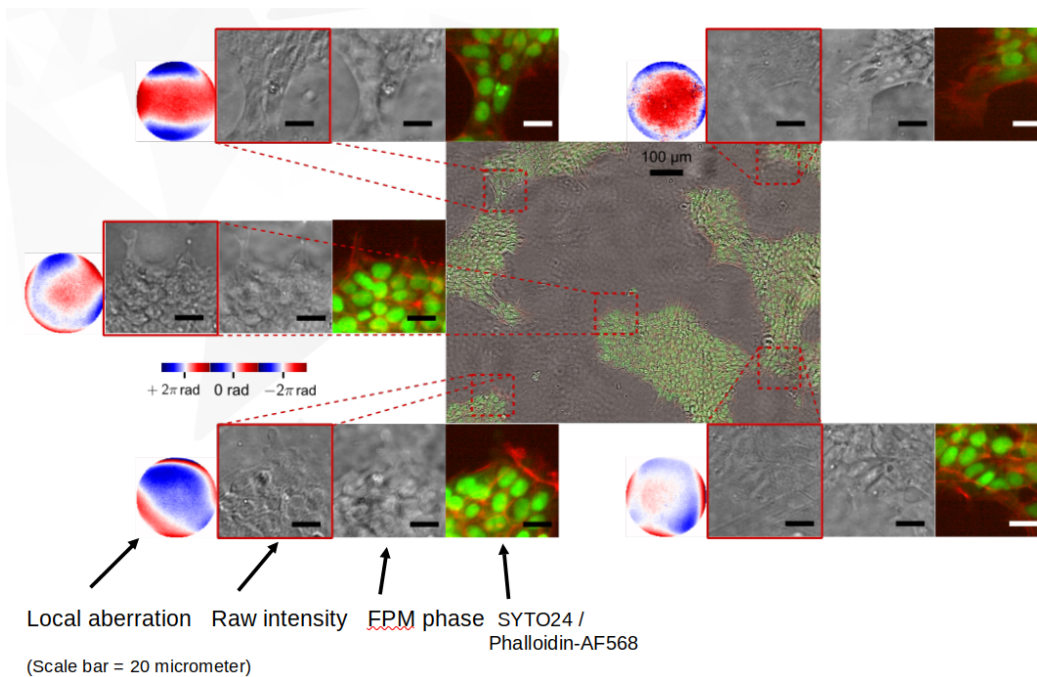 100 µm
+ 2π rad 0 rad −2π rad
Local aberration Raw intensity FPM phase SYTO24 /
Phalloidin-AF568
(Scale bar = 20 micrometer)